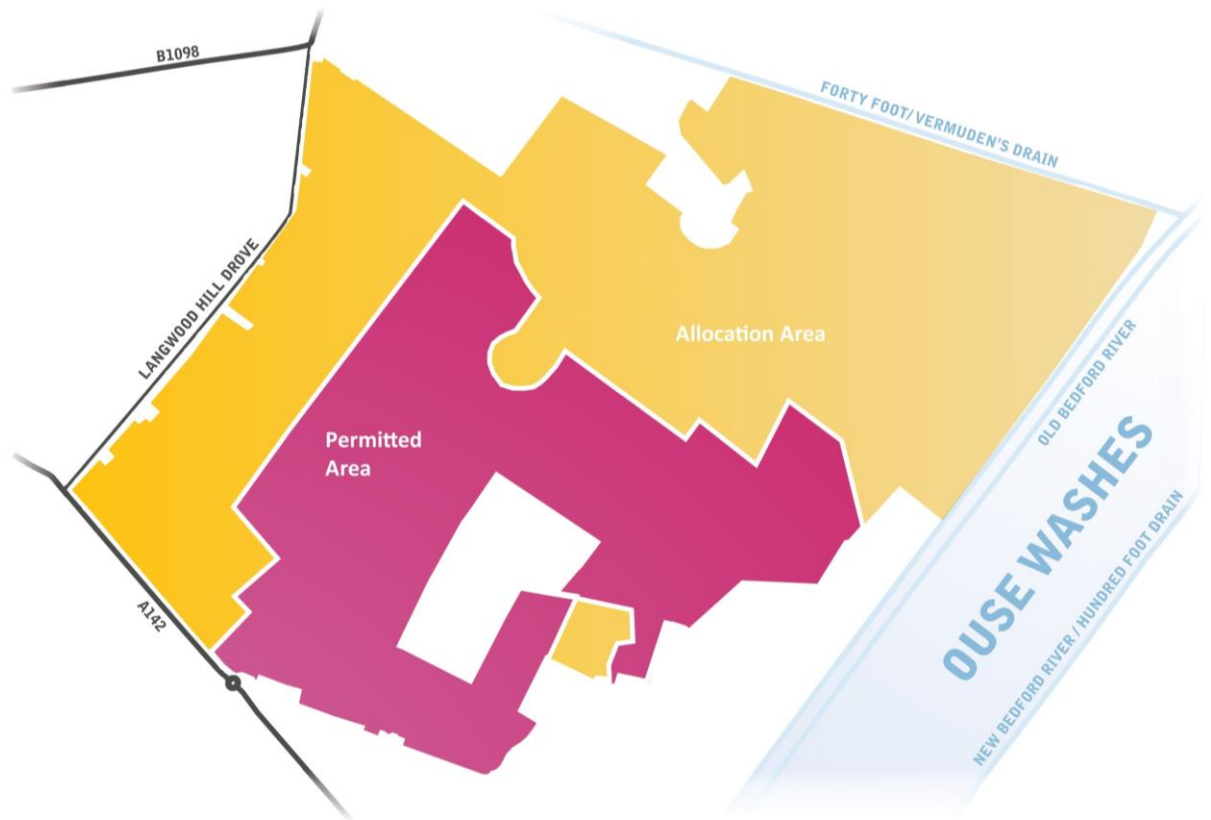 B1098
FORTY FOOT/ VERMUDEN'S DRAIN
LANGWOOD HILL DROVE
Allocation Area
OLD BEDFORD RIVER
Permitted
Area
OUSE WASHES
NEW BEDFORD RIVER / HUNDRED FOOT DRAIN
A142